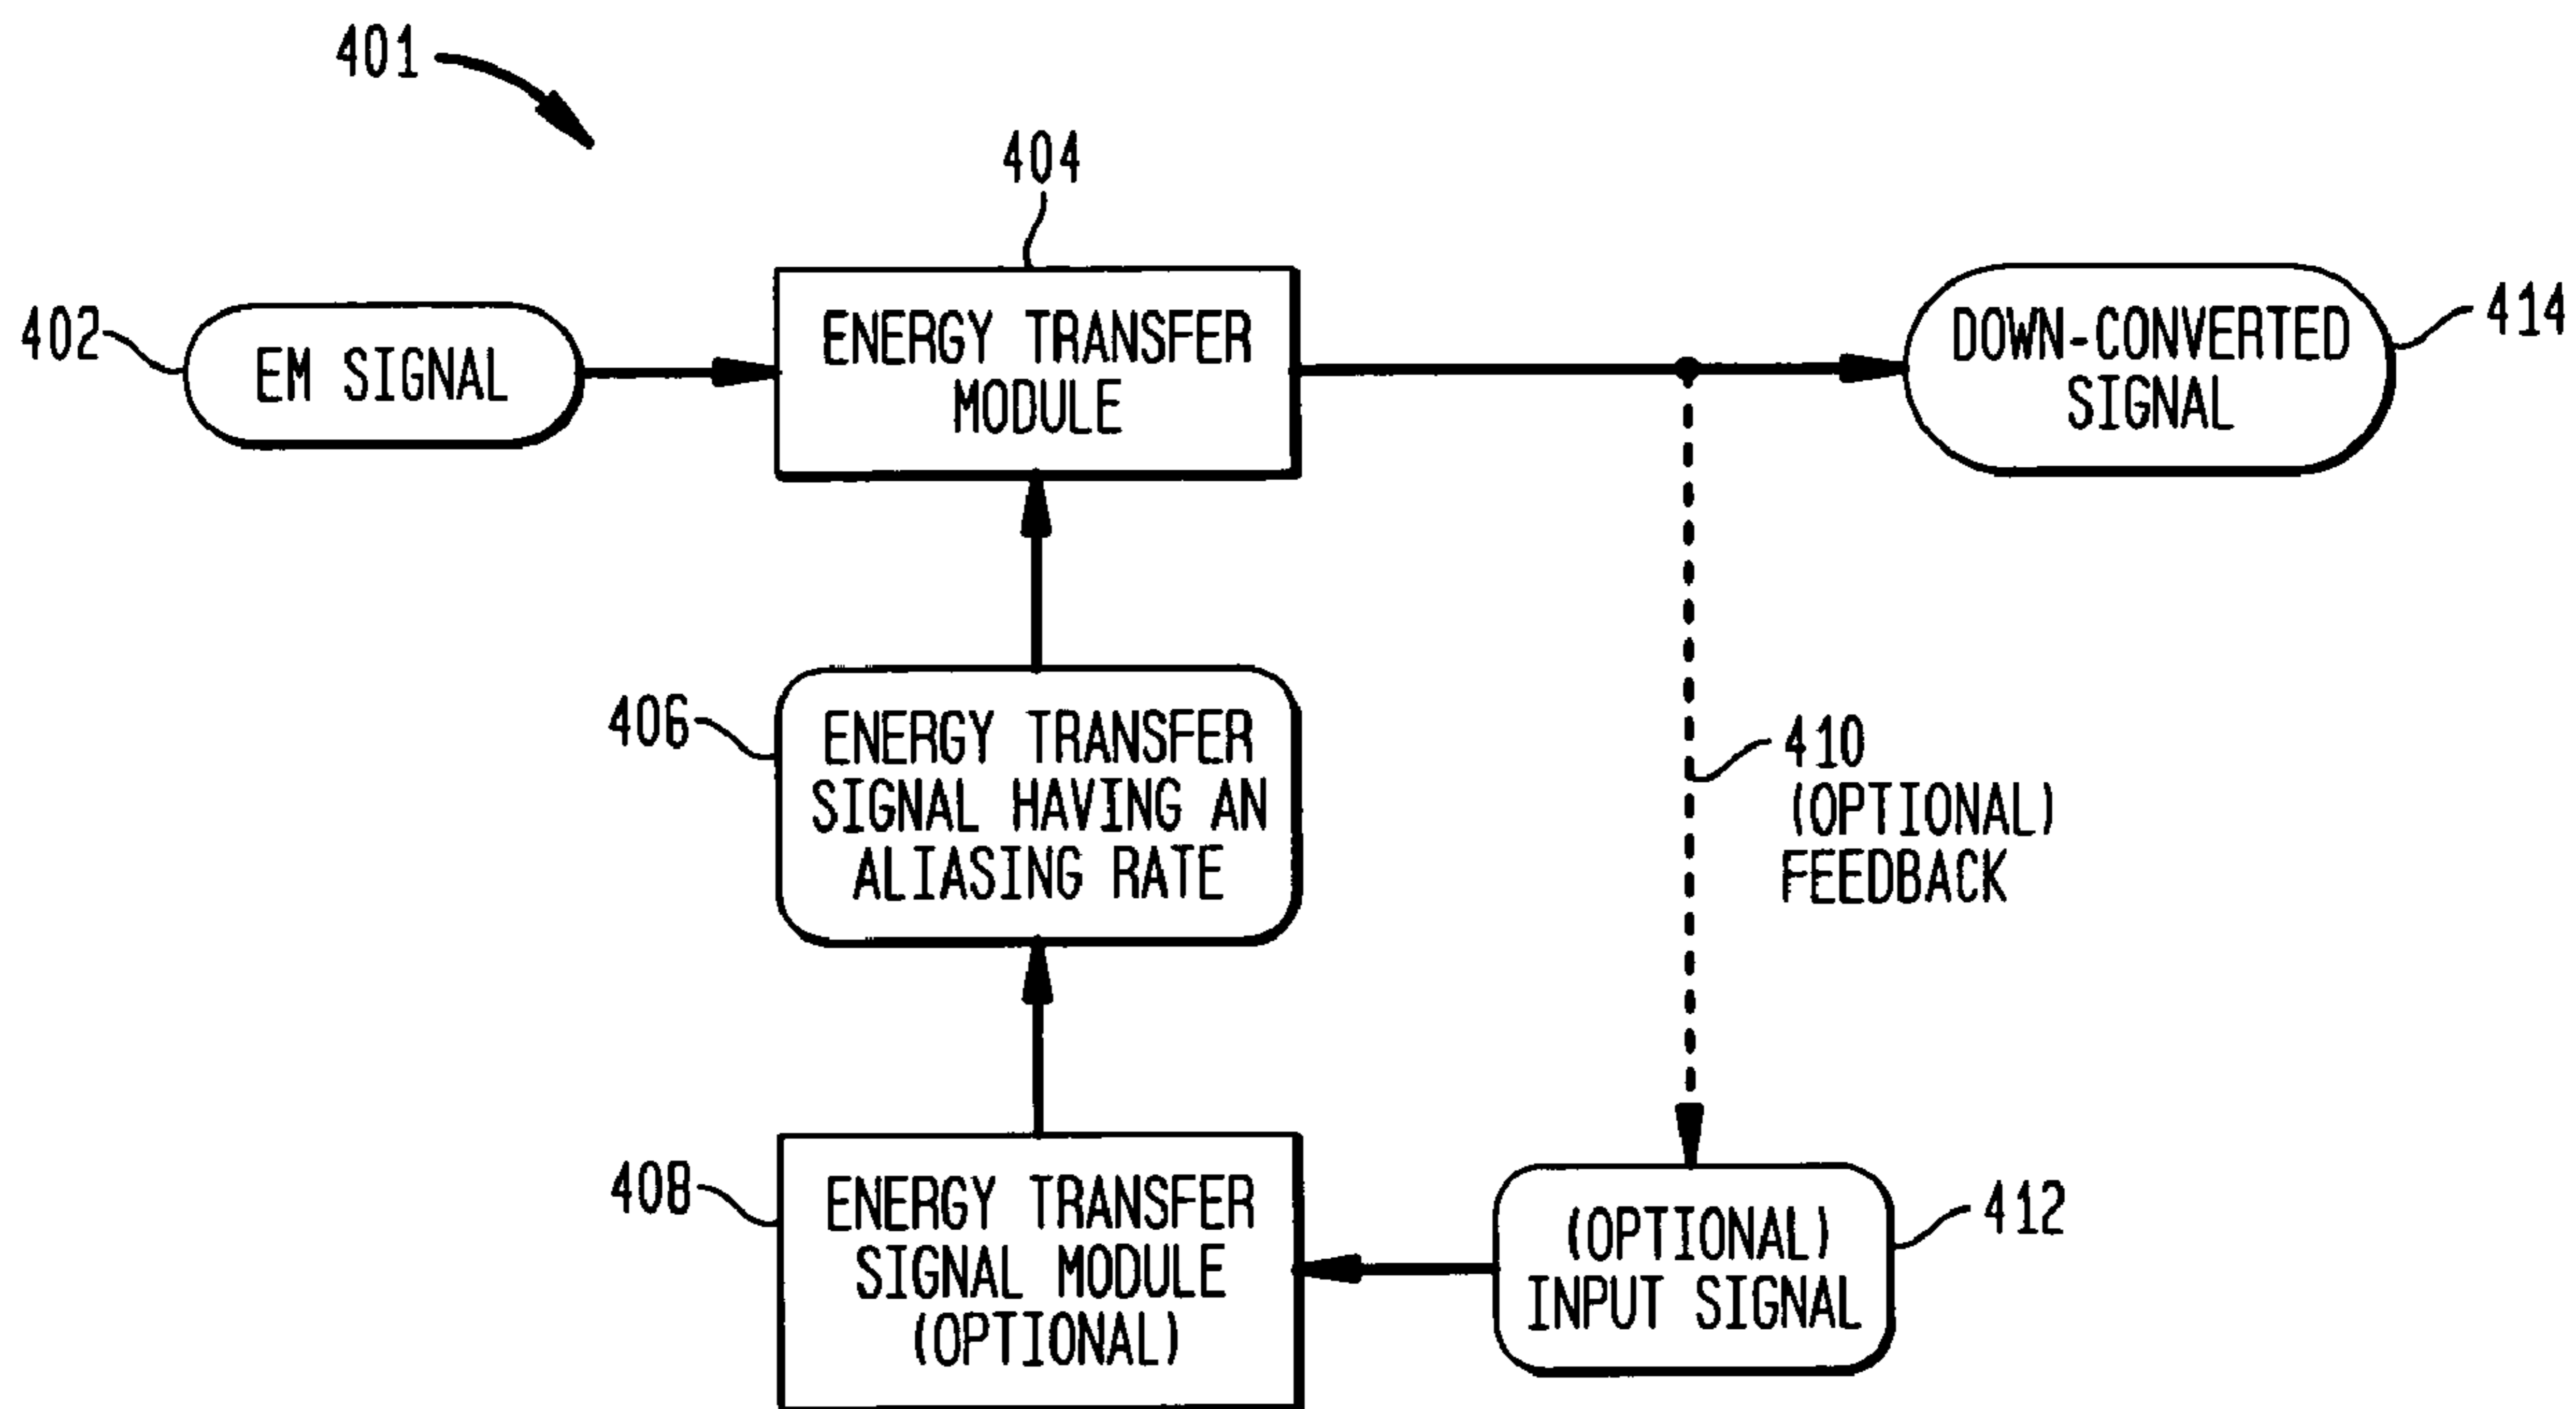 401
404
402
EM SIGNAL
ENERGY TRANSFER
MODULE
DOWN-CONVERTED
SIGNAL
414
406
ENERGY TRANSFER
SIGNAL HAVING AN
ALIASING RATE
410
(OPTIONAL)
FEEDBACK
408
ENERGY TRANSFER
SIGNAL MODULE
(OPTIONAL)
(OPTIONAL)
INPUT SIGNAL
412